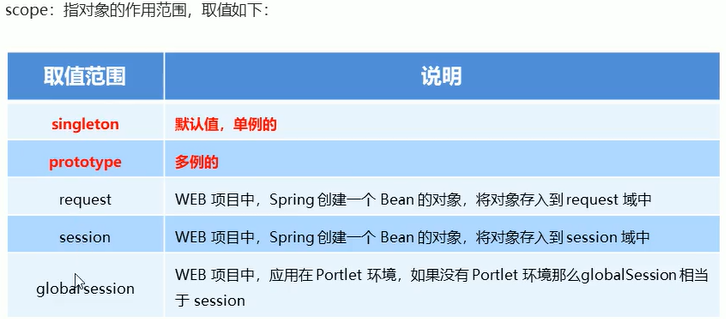 scope：指对象的作用范围，取值如下：
取值范围 说明
singleton 默认值，单例的
prototype 多例的
request WEB 项目中，Spring 创建一个 Bean 的对象，将对象存入到 request 域中
session WEB 项目中，Spring 创建一个 Bean 的对象，将对象存入到 session 域中
global session WEB 项目中，应用在 Portlet 环境，如果没有 Portlet 环境那么globalSession 相当
于 session